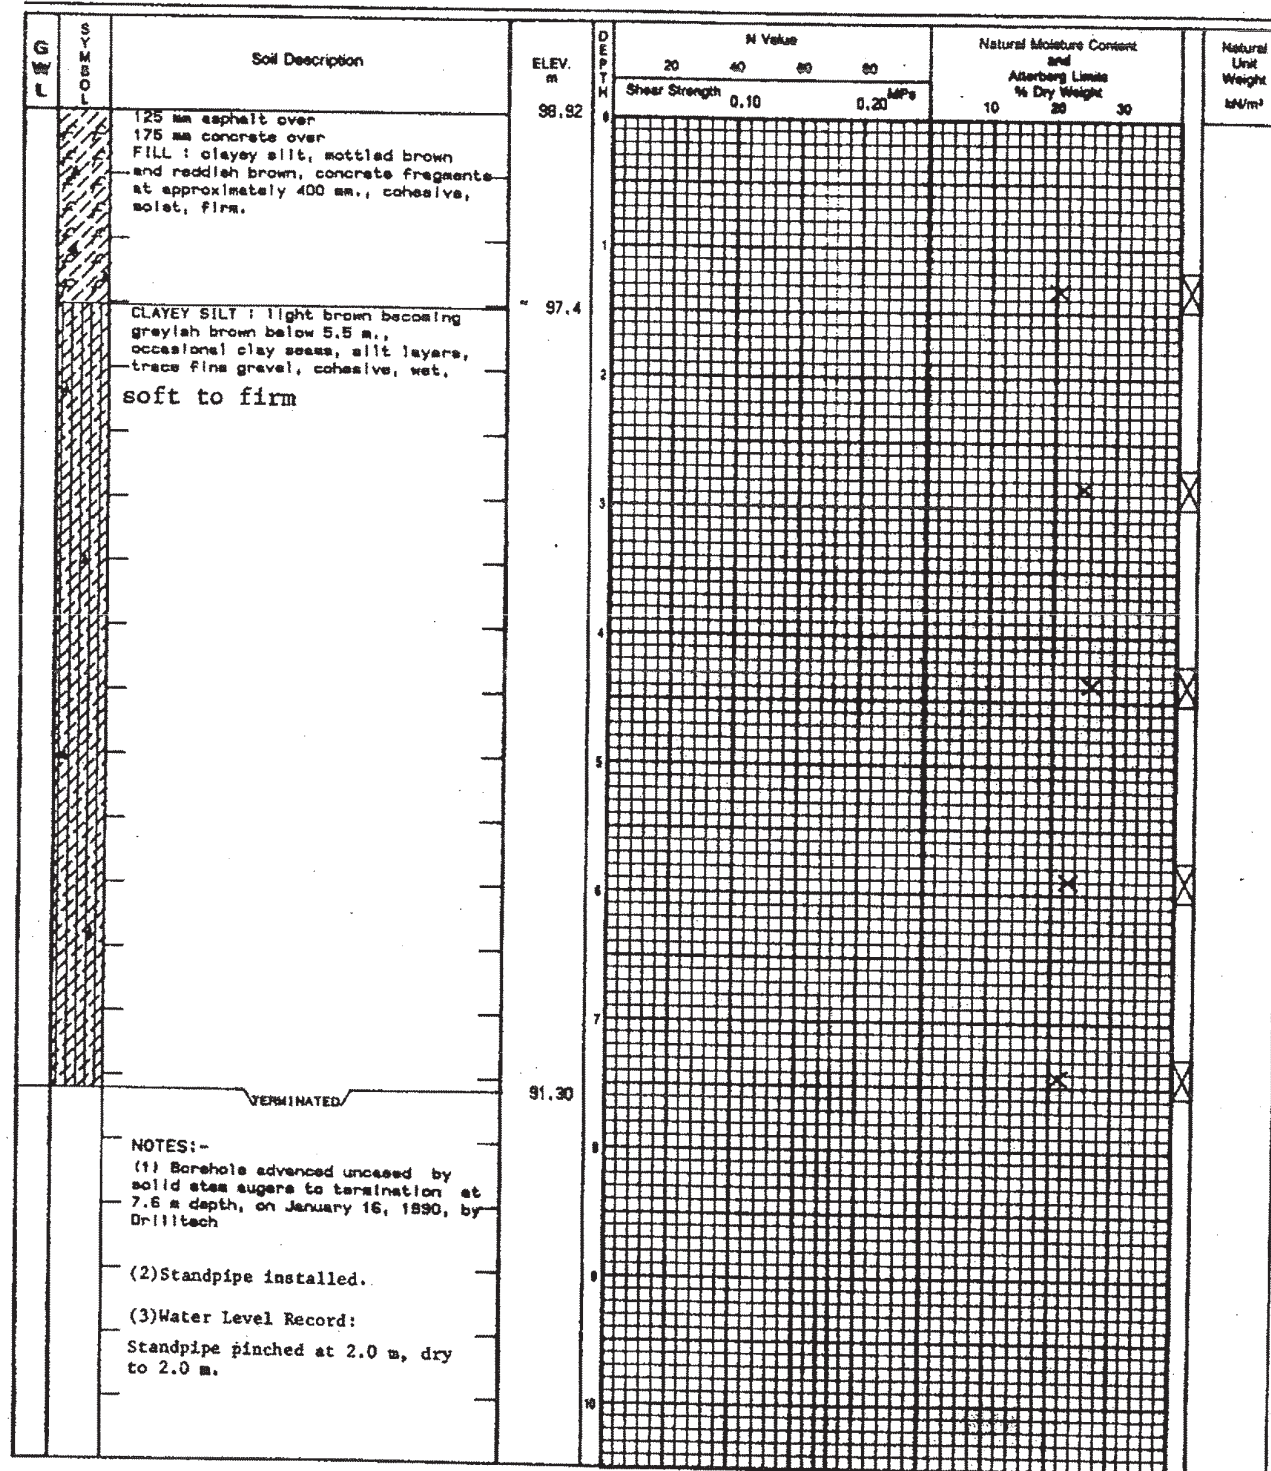 G W L
SYMBOL
Soil Description
ELEV.
m
DEPTH
N Value
20 40 60 80
Shear Strength MPa
0.10 0.20
Natural Moisture Content
and
Atterberg Limits
% Dry Weight
10 20 30
Natural
Unit
Weight
kN/m³
98.92
0
125 mm asphalt over
175 mm concrete over
FILL : clayey silt, mottled brown
and reddish brown, concrete fragments
at approximately 400 mm., cohesive,
moist, firm.
1
~ 97.4
CLAYEY SILT : light brown becoming
greyish brown below 5.5 m.,
occasional clay seams, silt layers,
trace fine gravel, cohesive, wet,
soft to firm
2
3
4
5
6
7
TERMINATED
91.30
8
NOTES:-
(1) Borehole advanced uncased by
solid stem augers to termination at
7.6 m depth, on January 16, 1990, by
Drilltech
(2)Standpipe installed.
9
(3)Water Level Record:
Standpipe pinched at 2.0 m, dry
to 2.0 m.
10